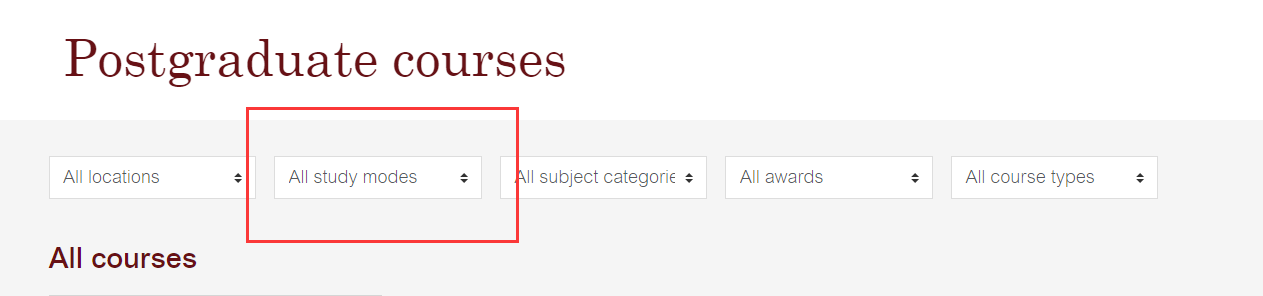 Postgraduate courses
All locations
All study modes
All subject categorie
All awards
All course types
All courses